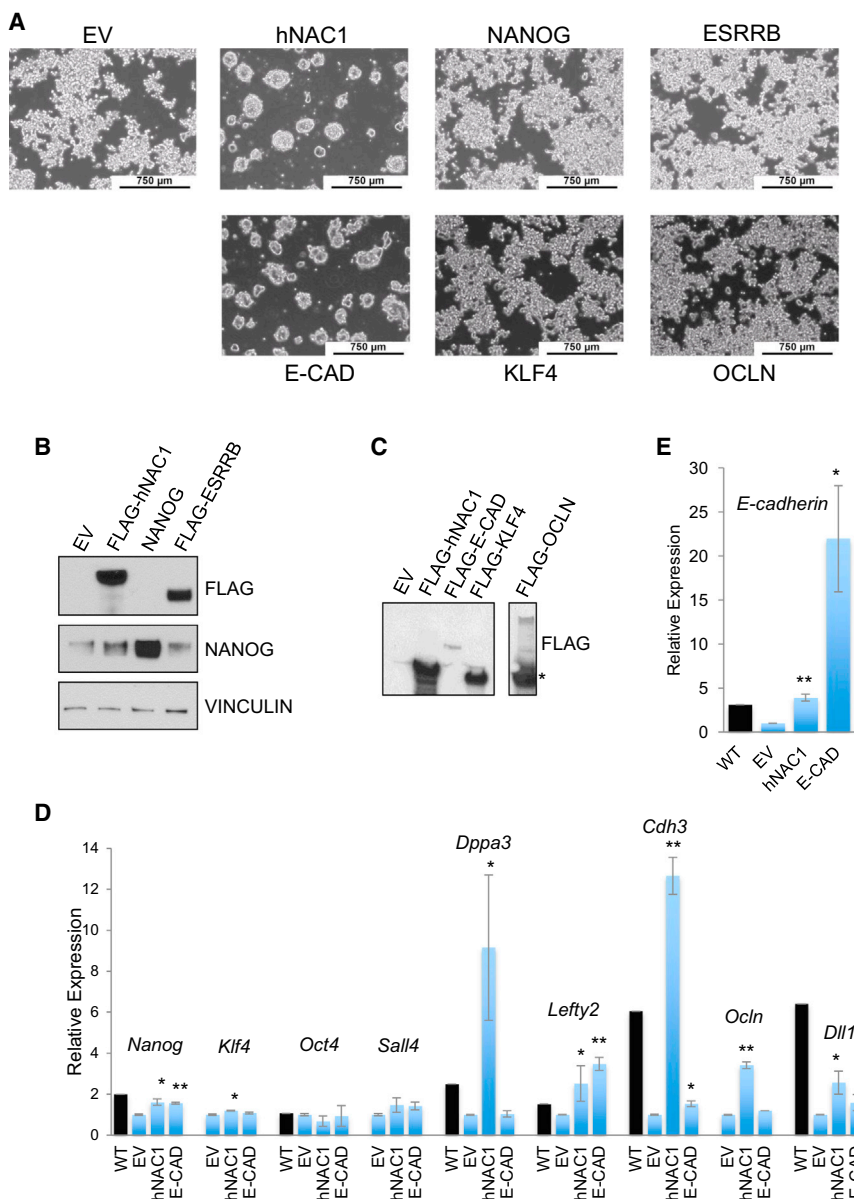 A
EV
hNAC1
NANOG
ESRRB
750 µm
750 µm
750 µm
750 µm
750 µm
750 µm
750 µm
E-CAD
KLF4
OCLN
B
EV
FLAG-hNAC1
NANOG
FLAG-ESRRB
FLAG
NANOG
VINCULIN
C
EV
FLAG-hNAC1
FLAG-E-CAD
FLAG-KLF4
FLAG-OCLN
FLAG
*
E
Relative Expression
30
25
20
15
10
5
0
E-cadherin
*
**
WT
EV
hNAC1
E-CAD
D
Relative Expression
14
12
10
8
6
4
2
0
Nanog
* **
Klf4
*
Oct4
Sall4
Dppa3
*
Lefty2
* **
Cdh3
**
*
Ocln
**
Dll1
*
WT
EV
hNAC1
E-CAD
EV
hNAC1
E-CAD
WT
EV
hNAC1
E-CAD
EV
hNAC1
E-CAD
WT
EV
hNAC1
E-CAD
WT
EV
hNAC1
E-CAD
WT
EV
hNAC1
E-CAD
EV
hNAC1
E-CAD
WT
EV
hNAC1
E-CAD